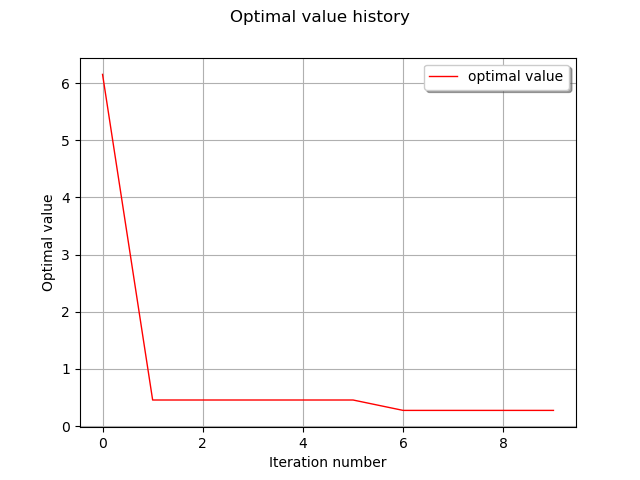 Optimal value history
optimal value
Optimal value
6
5
4
3
2
1
0
0 2 4 6 8
Iteration number